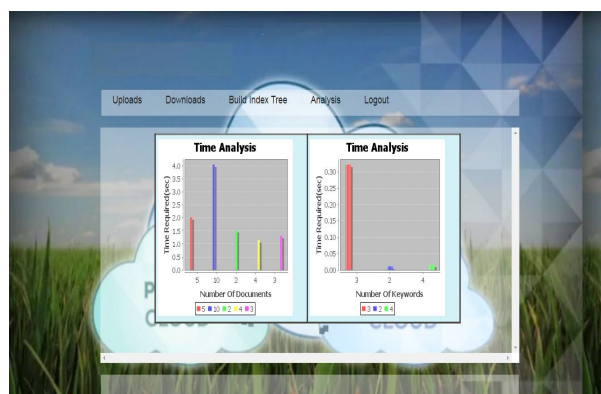 Uploads Downloads Build Index Tree Analysis Logout
Time Analysis
Time Required(sec)
4.0
3.5
3.0
2.5
2.0
1.5
1.0
0.5
0.0
5 10 2 4 3
Number Of Documents
5 10 2 4 3
Time Analysis
Time Required(sec)
0.30
0.25
0.20
0.15
0.10
0.05
0.00
3 2 4
Number Of Keywords
3 2 4
CLOUD
CLOUD